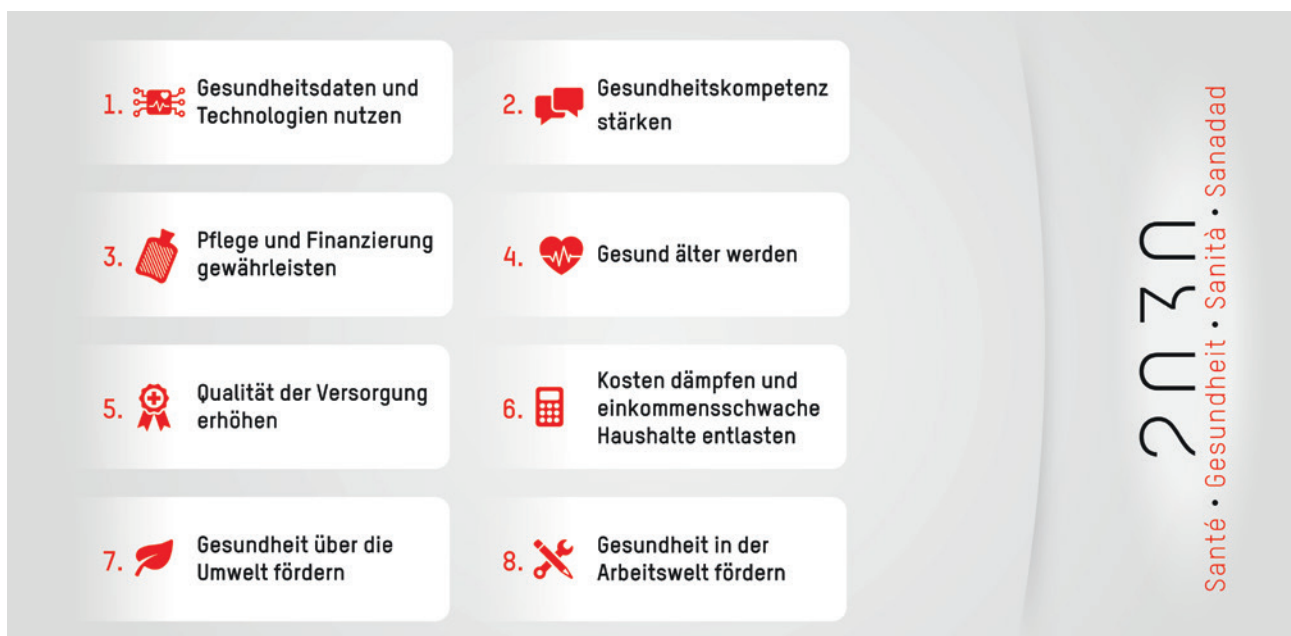 1. Gesundheitsdaten und
Technologien nutzen
2. Gesundheitskompetenz
stärken
3. Pflege und Finanzierung
gewährleisten
4. Gesund älter werden
5. Qualität der Versorgung
erhöhen
6. Kosten dämpfen und
einkommensschwache
Haushalte entlasten
7. Gesundheit über die
Umwelt fördern
8. Gesundheit in der
Arbeitswelt fördern
2030
Santé • Gesundheit • Sanità • Sanadad